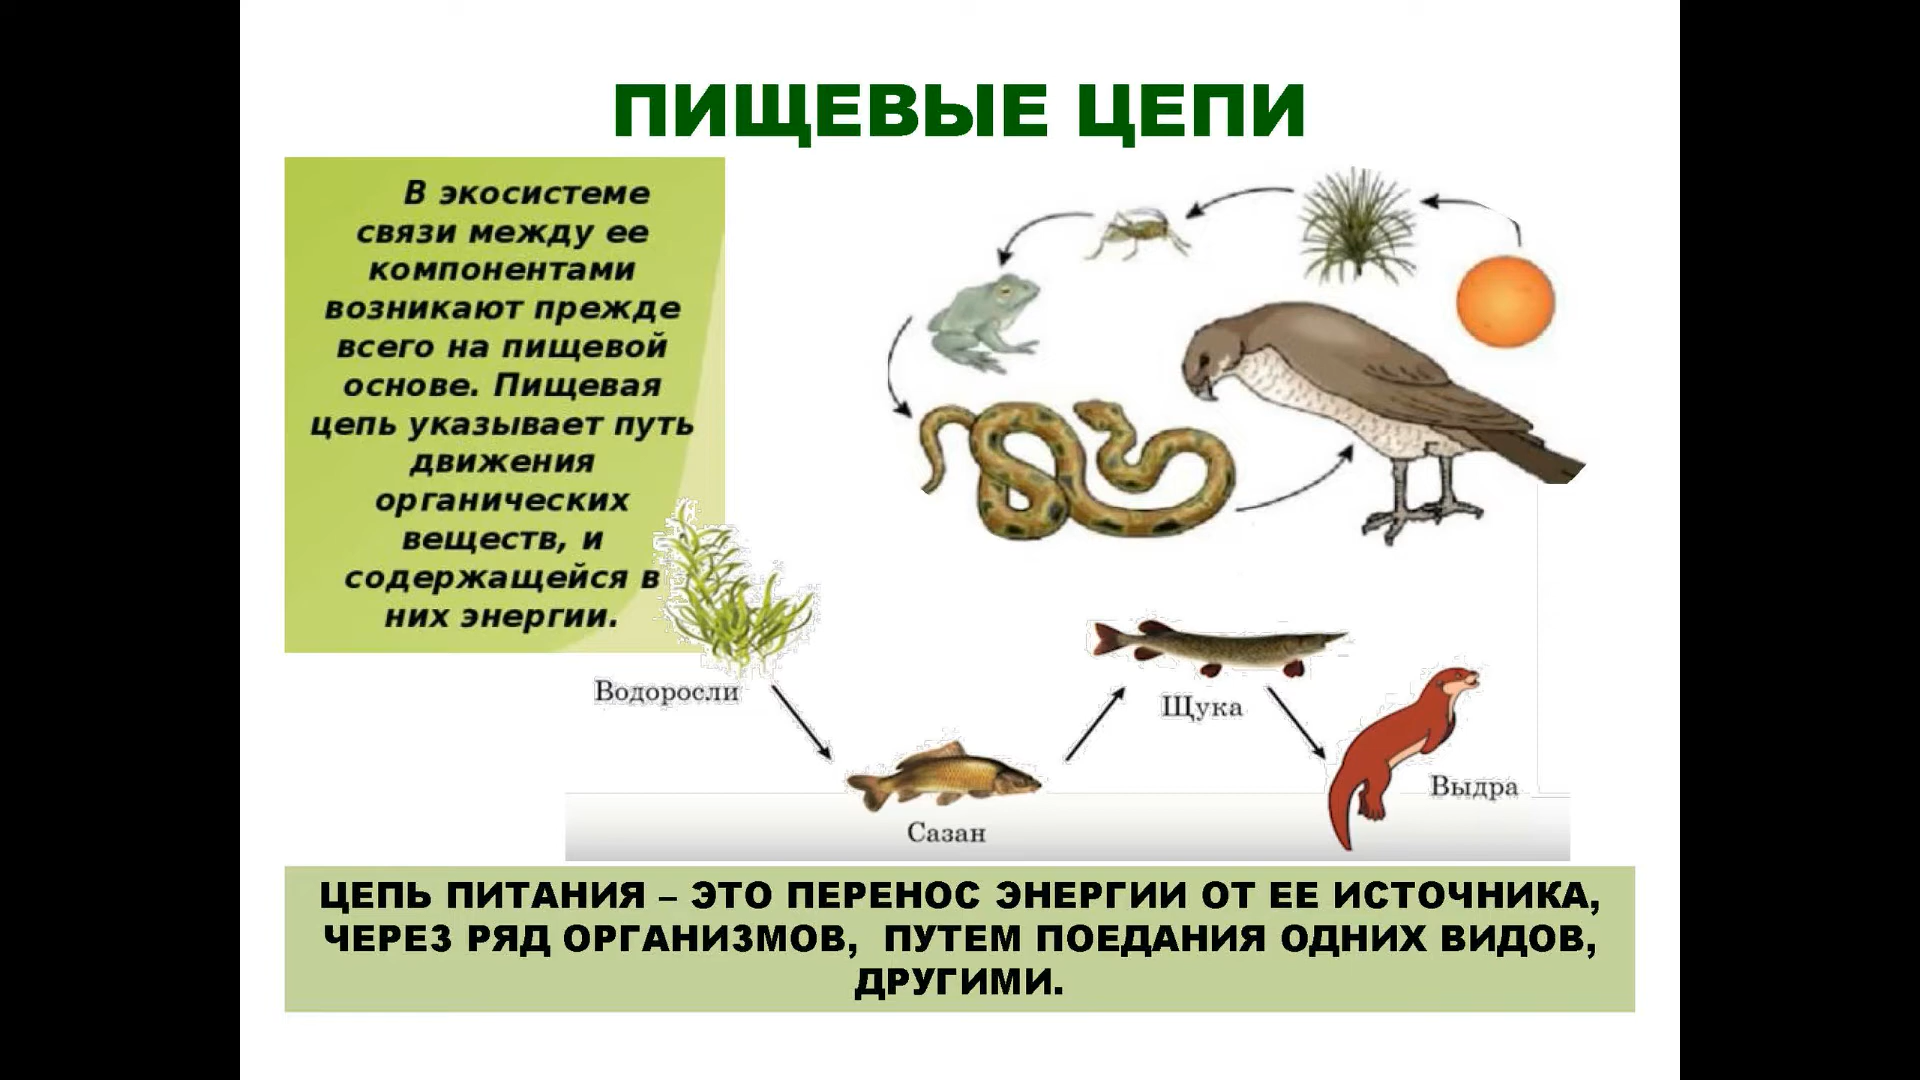 ПИЩЕВЫЕ ЦЕПИ
В экосистеме
связи между ее
компонентами
возникают прежде
всего на пищевой
основе. Пищевая
цепь указывает путь
движения
органических
веществ, и
содержащейся в
них энергии.
Водоросли
Щука
Выдра
Сазан
ЦЕПЬ ПИТАНИЯ – ЭТО ПЕРЕНОС ЭНЕРГИИ ОТ ЕЕ ИСТОЧНИКА,
ЧЕРЕЗ РЯД ОРГАНИЗМОВ, ПУТЕМ ПОЕДАНИЯ ОДНИХ ВИДОВ,
ДРУГИМИ.